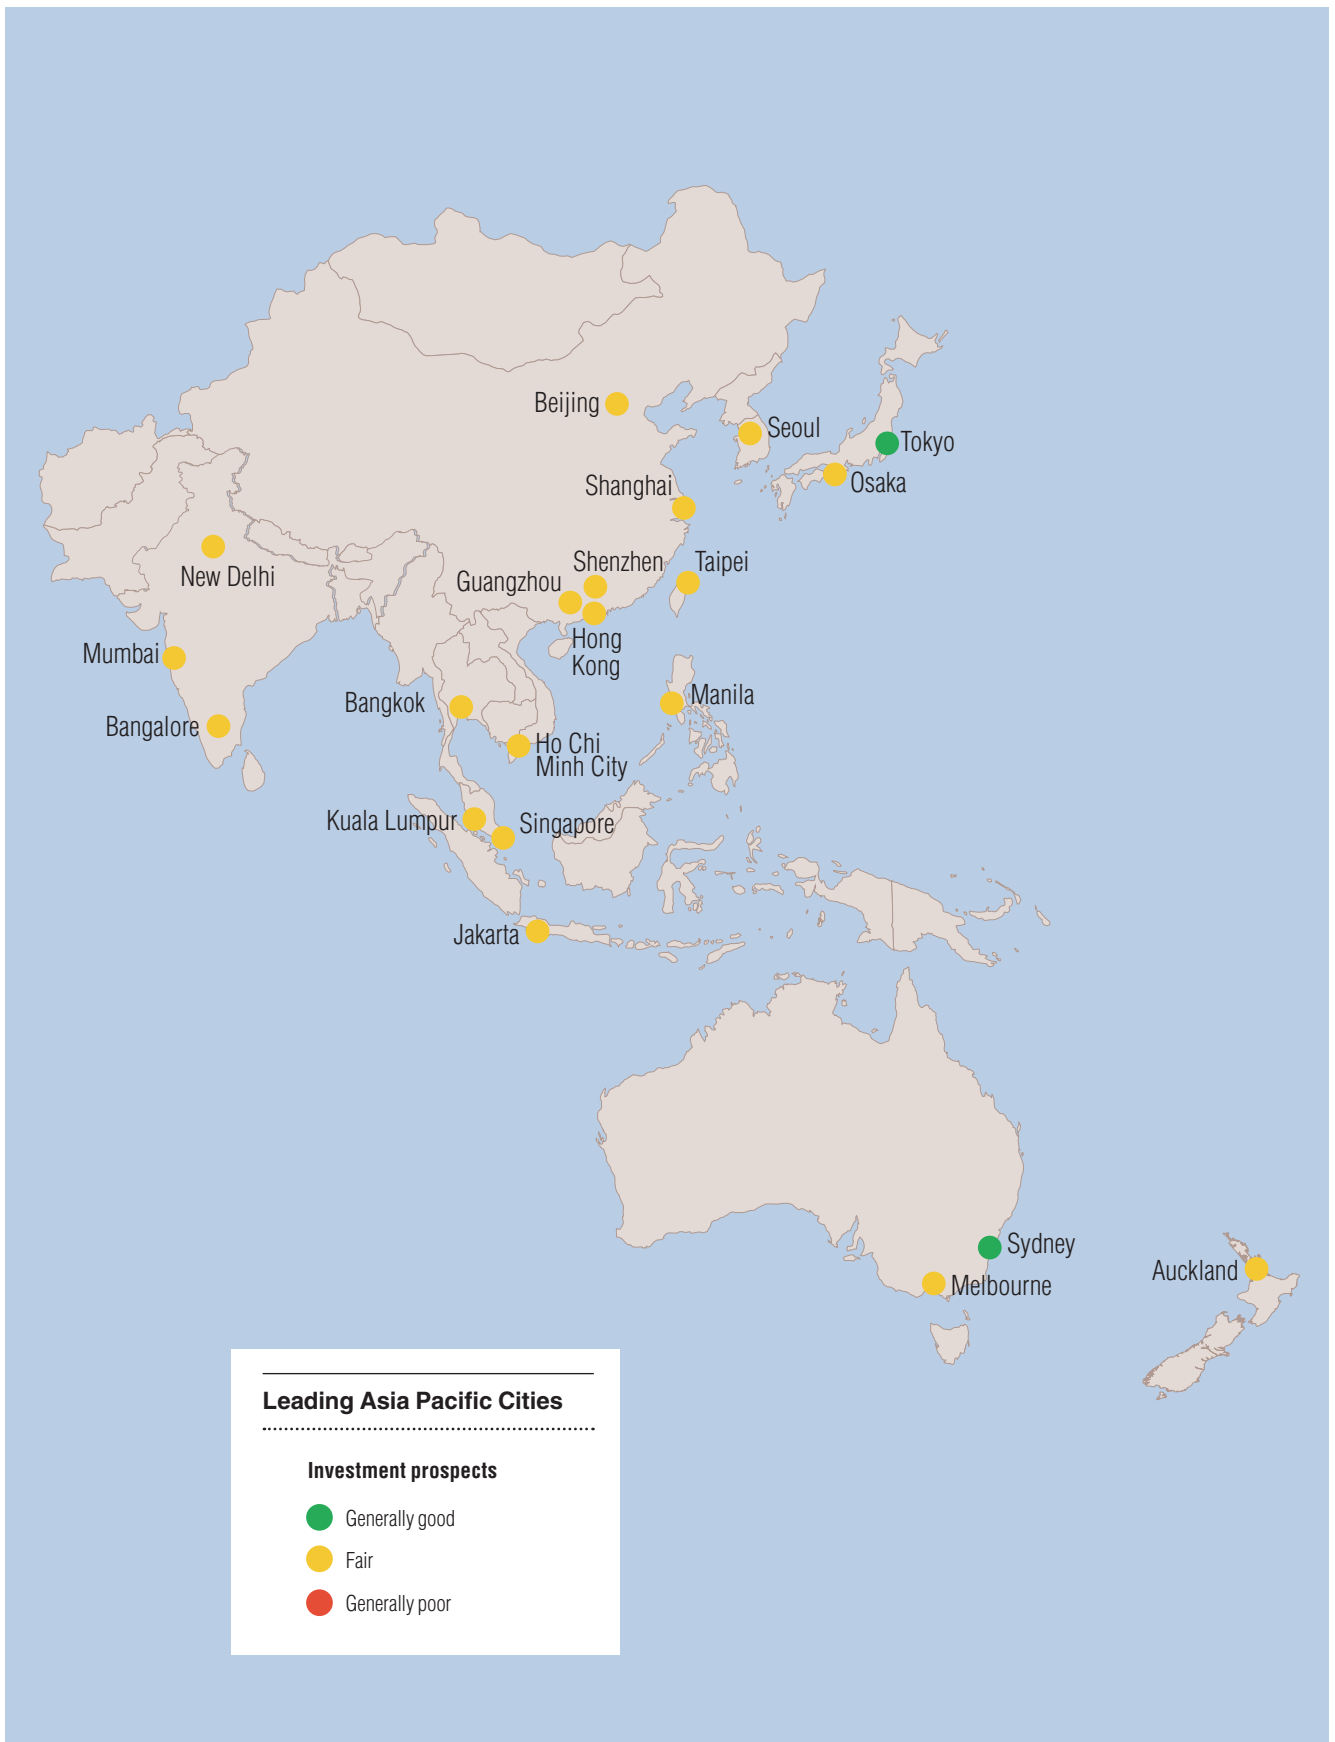 Beijing
Seoul
Tokyo
Osaka
Shanghai
Shenzhen
Taipei
Guangzhou
New Delhi
Hong
Kong
Mumbai
Manila
Bangkok
Bangalore
Ho Chi
Minh City
Kuala Lumpur
Singapore
Jakarta
Sydney
Auckland
Melbourne
Leading Asia Pacific Cities
Investment prospects
Generally good
Fair
Generally poor